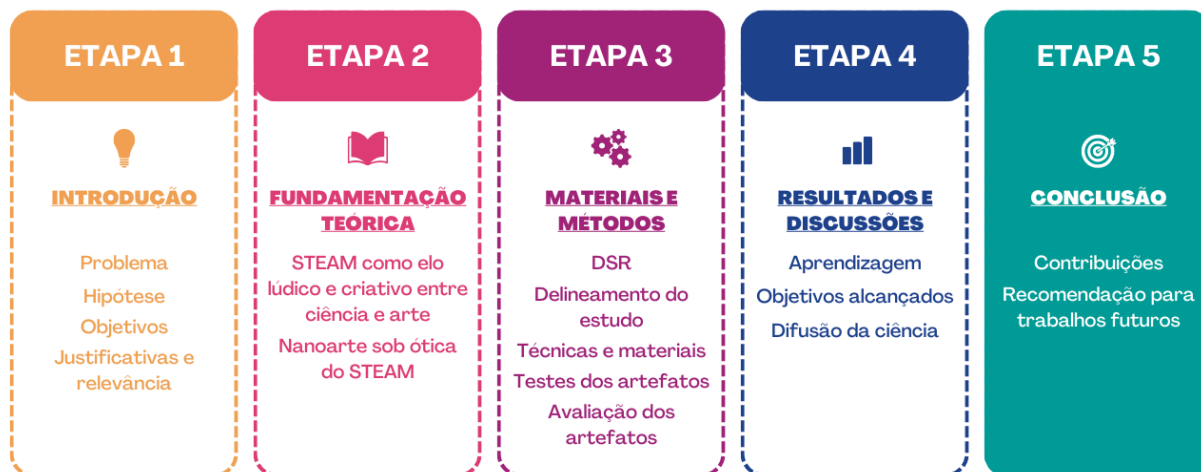 ETAPA 1
INTRODUÇÃO
Problema
Hipótese
Objetivos
Justificativas e
relevância
ETAPA 2
FUNDAMENTAÇÃO
TEÓRICA
STEAM como elo
lúdico e criativo entre
ciência e arte
Nanoarte sob ótica
do STEAM
ETAPA 3
MATERIAIS E
MÉTODOS
DSR
Delineamento do
estudo
Técnicas e materiais
Testes dos artefatos
Avaliação dos
artefatos
ETAPA 4
RESULTADOS E
DISCUSSÕES
Aprendizagem
Objetivos alcançados
Difusão da ciência
ETAPA 5
CONCLUSÃO
Contribuições
Recomendação para
trabalhos futuros